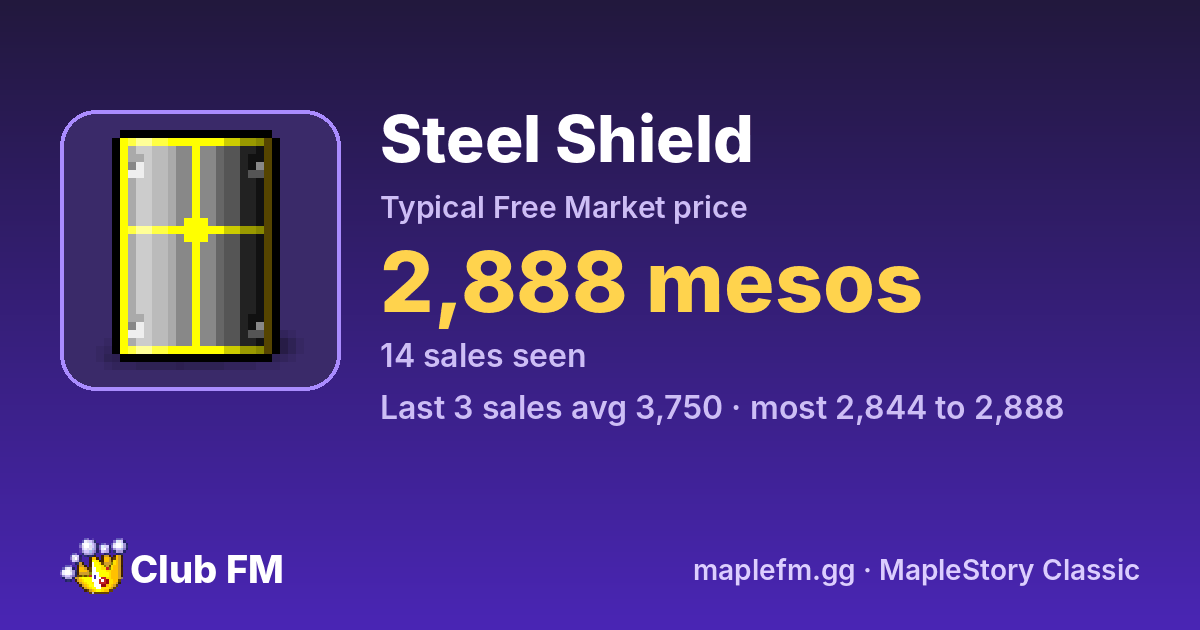 Steel Shield
Typical Free Market price
2,888 mesos
14 sales seen
Last 3 sales avg 3,750 · most 2,844 to 2,888
Club FM
maplefm.gg · MapleStory Classic